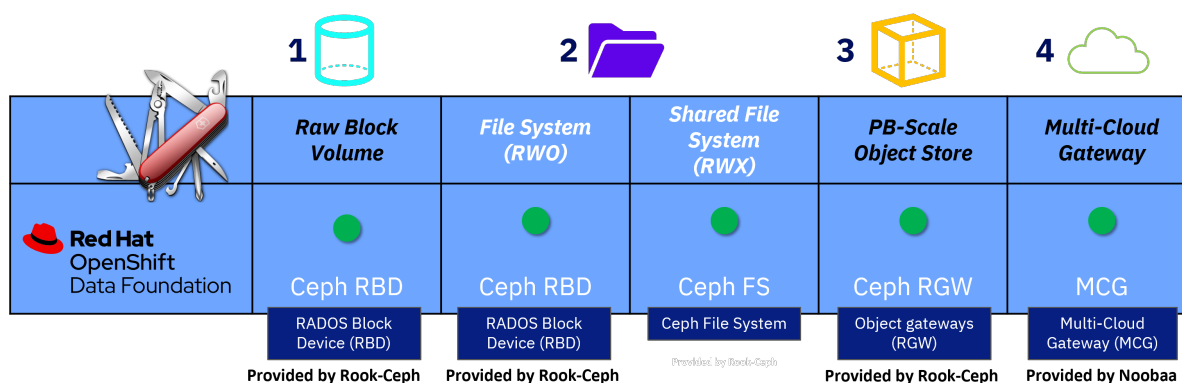 1
2
3
4
Raw Block
Volume
File System
(RWO)
Shared File
System
(RWX)
PB-Scale
Object Store
Multi-Cloud
Gateway
Red Hat
OpenShift
Data Foundation
Ceph RBD
Ceph RBD
Ceph FS
Ceph RGW
MCG
RADOS Block
Device (RBD)
RADOS Block
Device (RBD)
Ceph File System
Object gateways
(RGW)
Multi-Cloud
Gateway (MCG)
Provided by Rook-Ceph
Provided by Rook-Ceph
Provided by Rook-Ceph
Provided by Rook-Ceph
Provided by Noobaa